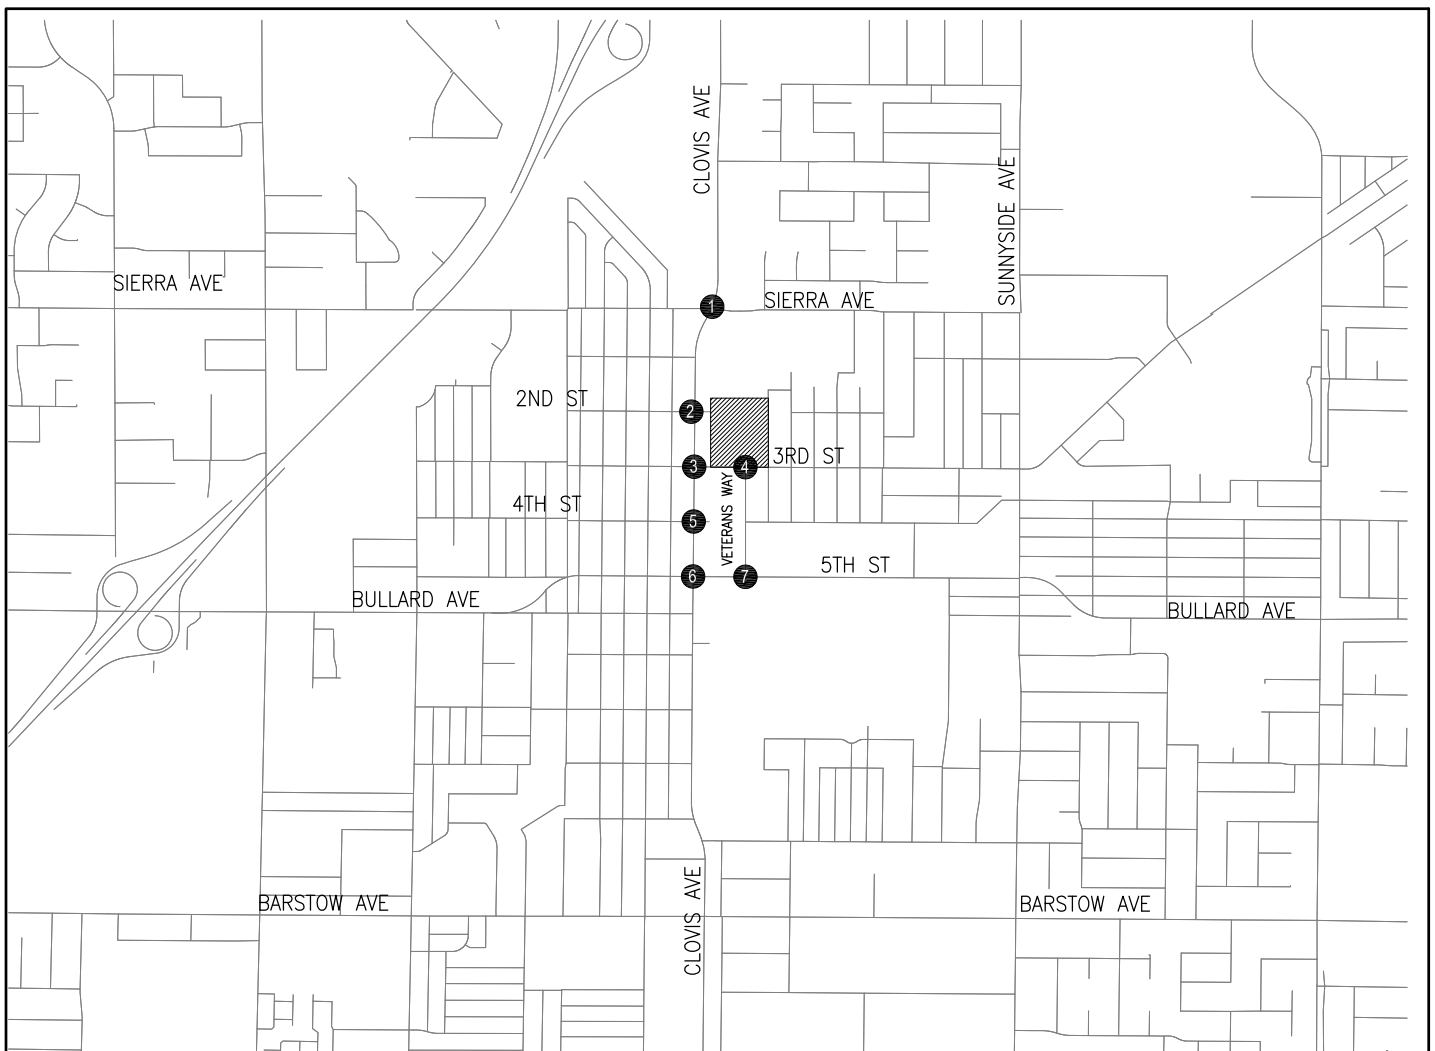 CLOVIS AVE
SUNNYSIDE AVE
SIERRA AVE
SIERRA AVE
1
2ND ST
2
3RD ST
3
4
4TH ST
VETERANS WAY
5
5TH ST
6
7
BULLARD AVE
BULLARD AVE
CLOVIS AVE
BARSTOW AVE
BARSTOW AVE